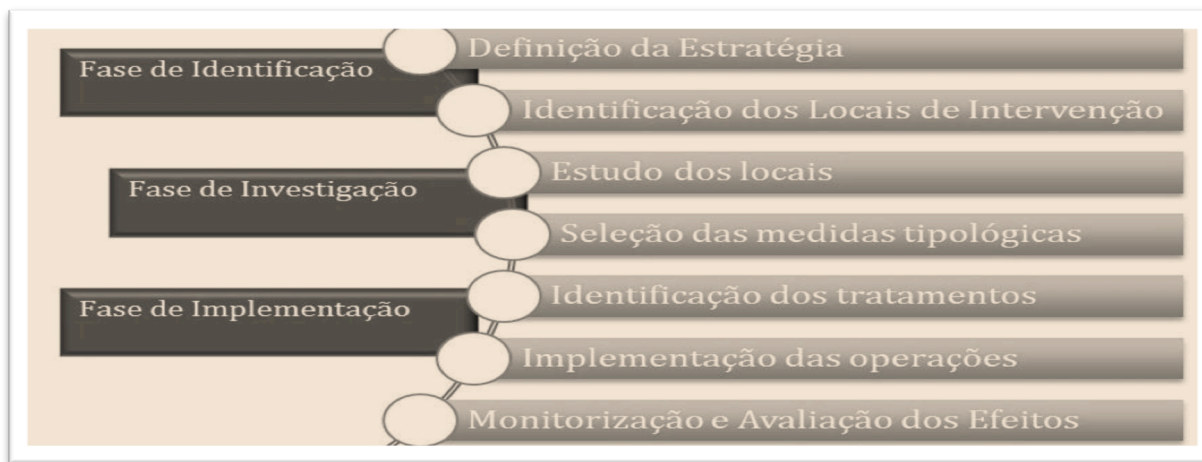 Definição da Estratégia
Fase de Identificação
Identificação dos Locais de Intervenção
Estudo dos locais
Fase de Investigação
Seleção das medidas tipológicas
Identificação dos tratamentos
Fase de Implementação
Implementação das operações
Monitorização e Avaliação dos Efeitos